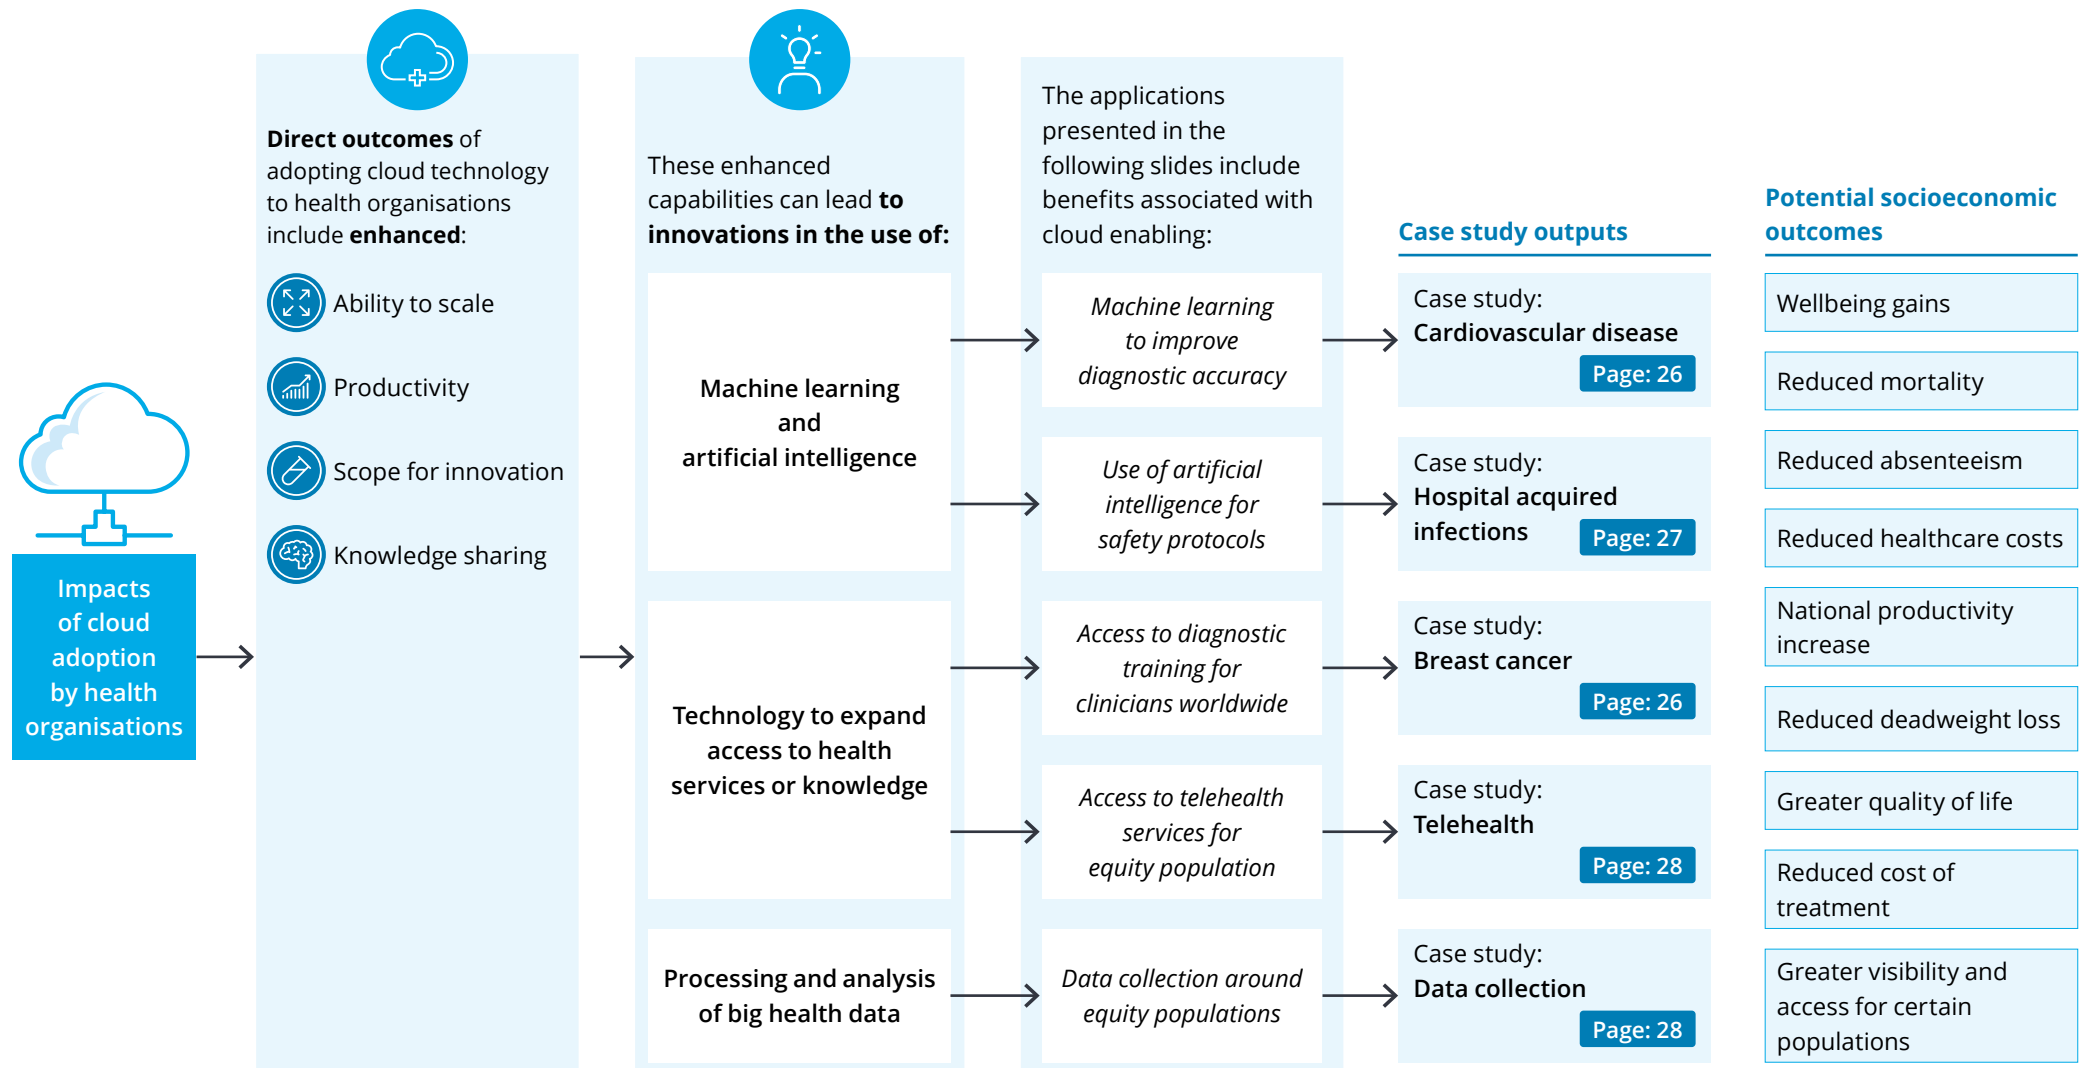 Impacts
of cloud
adoption
by health
organisations
Direct outcomes of
adopting cloud technology
to health organisations
include enhanced:
Ability to scale
Productivity
Scope for innovation
Knowledge sharing
These enhanced
capabilities can lead to
innovations in the use of:
Machine learning
and
artificial intelligence
Technology to expand
access to health
services or knowledge
Processing and analysis
of big health data
The applications
presented in the
following slides include
benefits associated with
cloud enabling:
Machine learning
to improve
diagnostic accuracy
Use of artificial
intelligence for
safety protocols
Access to diagnostic
training for
clinicians worldwide
Access to telehealth
services for
equity population
Data collection around
equity populations
Case study outputs
Case study:
Cardiovascular disease
Page: 26
Case study:
Hospital acquired
infections
Page: 27
Case study:
Breast cancer
Page: 26
Case study:
Telehealth
Page: 28
Case study:
Data collection
Page: 28
Potential socioeconomic
outcomes
Wellbeing gains
Reduced mortality
Reduced absenteeism
Reduced healthcare costs
National productivity
increase
Reduced deadweight loss
Greater quality of life
Reduced cost of
treatment
Greater visibility and
access for certain
populations